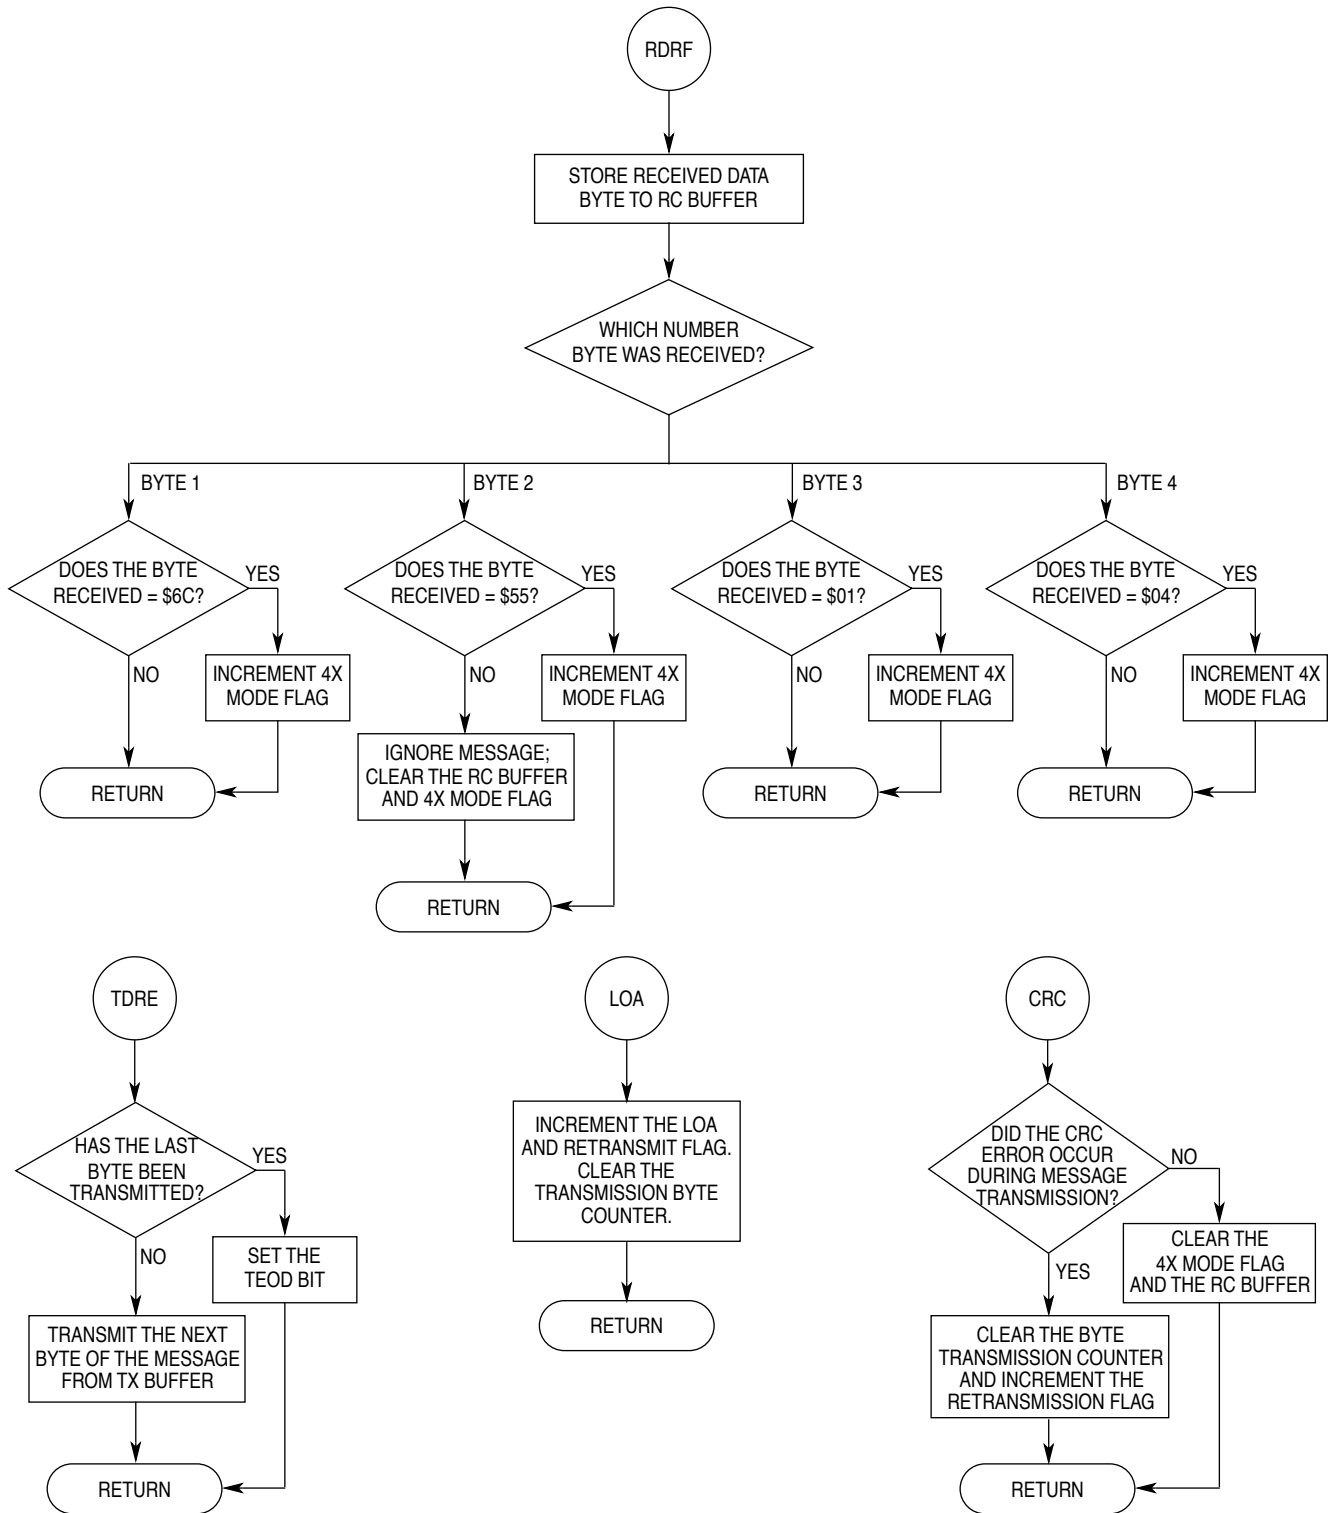 RDRF
STORE RECEIVED DATA
BYTE TO RC BUFFER
WHICH NUMBER
BYTE WAS RECEIVED?
BYTE 1
DOES THE BYTE
RECEIVED = $6C?
YES
NO
INCREMENT 4X
MODE FLAG
RETURN
BYTE 2
DOES THE BYTE
RECEIVED = $55?
YES
NO
INCREMENT 4X
MODE FLAG
IGNORE MESSAGE;
CLEAR THE RC BUFFER
AND 4X MODE FLAG
RETURN
BYTE 3
DOES THE BYTE
RECEIVED = $01?
YES
NO
INCREMENT 4X
MODE FLAG
RETURN
BYTE 4
DOES THE BYTE
RECEIVED = $04?
YES
NO
INCREMENT 4X
MODE FLAG
RETURN
TDRE
HAS THE LAST
BYTE BEEN
TRANSMITTED?
YES
NO
SET THE
TEOD BIT
TRANSMIT THE NEXT
BYTE OF THE MESSAGE
FROM TX BUFFER
RETURN
LOA
INCREMENT THE LOA
AND RETRANSMIT FLAG.
CLEAR THE
TRANSMISSION BYTE
COUNTER.
RETURN
CRC
DID THE CRC
ERROR OCCUR
DURING MESSAGE
TRANSMISSION?
NO
YES
CLEAR THE
4X MODE FLAG
AND THE RC BUFFER
CLEAR THE BYTE
TRANSMISSION COUNTER
AND INCREMENT THE
RETRANSMISSION FLAG
RETURN